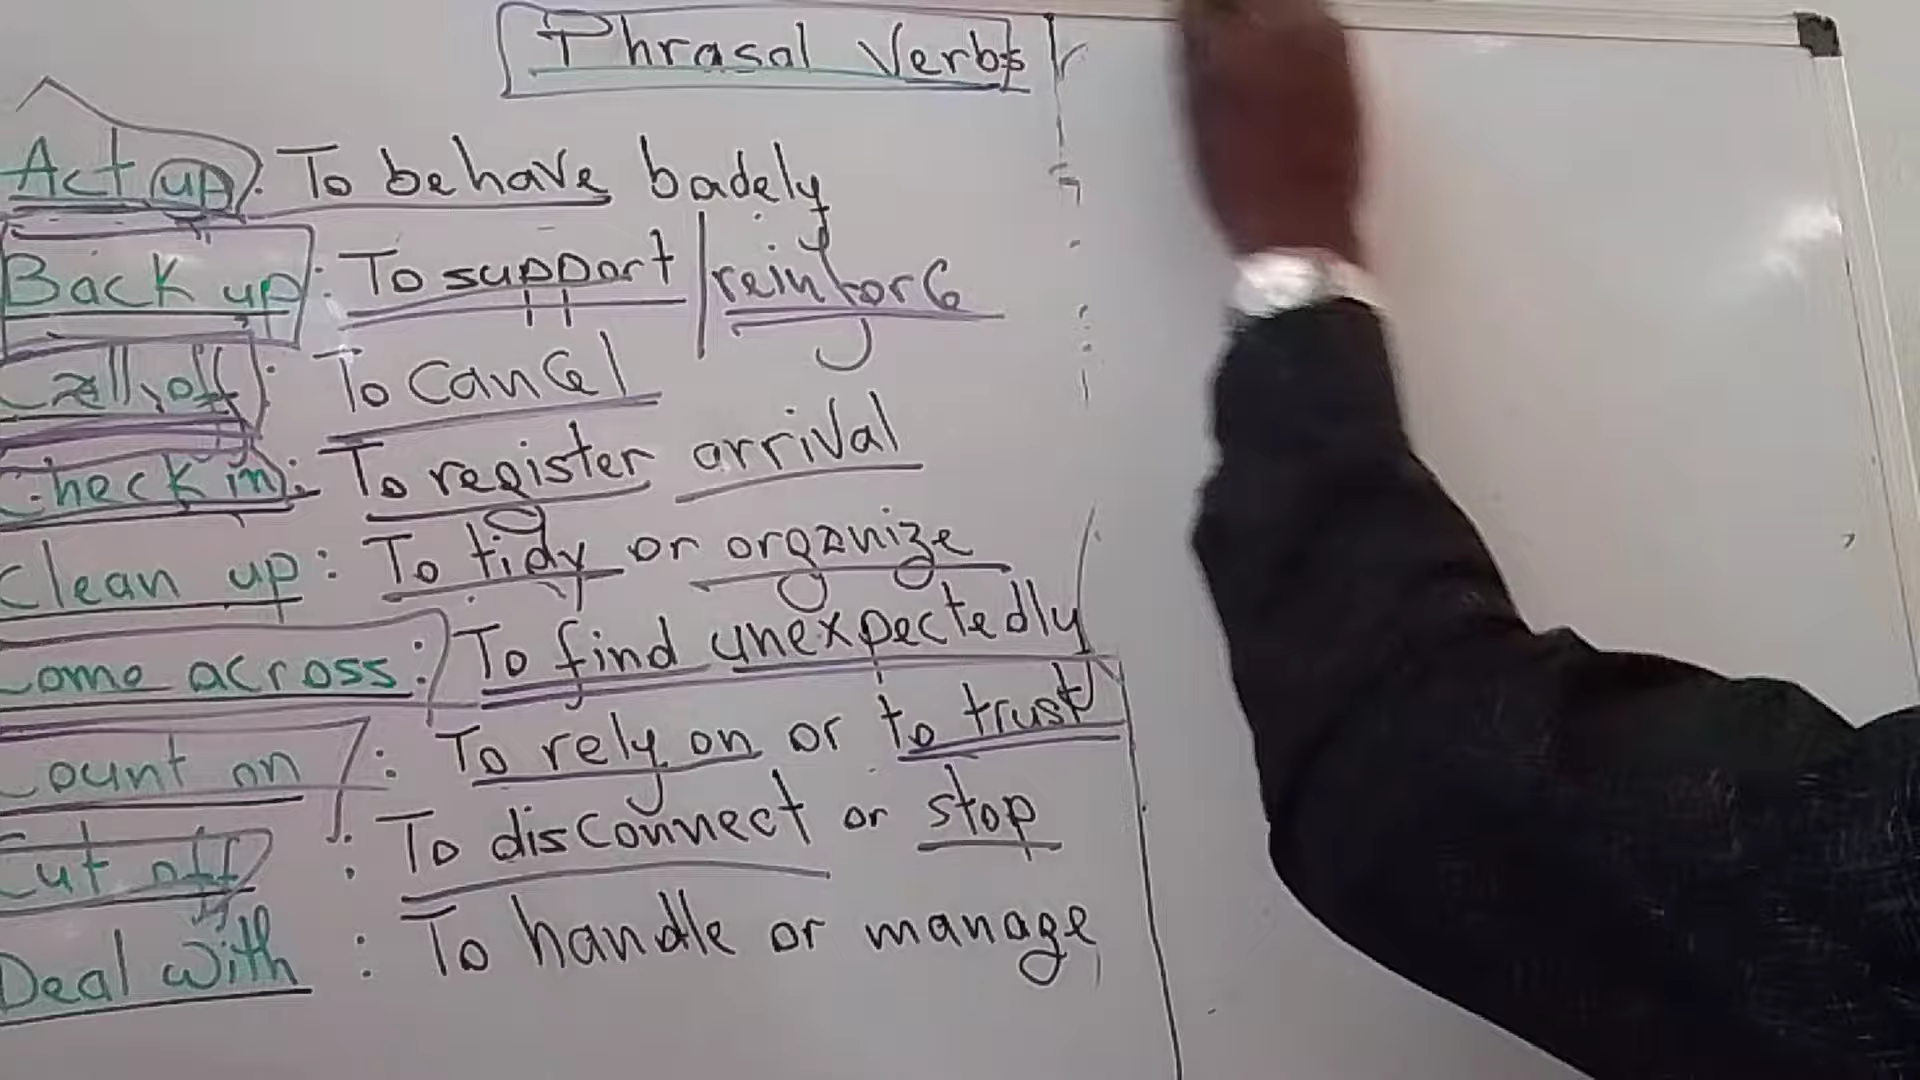 Phrasal Verbs
Act up: To behave badely
Back up: To support / reinforce
Call off: To cancel
Check in: To register arrival
Clean up: To tidy or organize
Come across: To find unexpectedly
Count on: To rely on or to trust
Cut off: To disconnect or stop
Deal with: To handle or manage